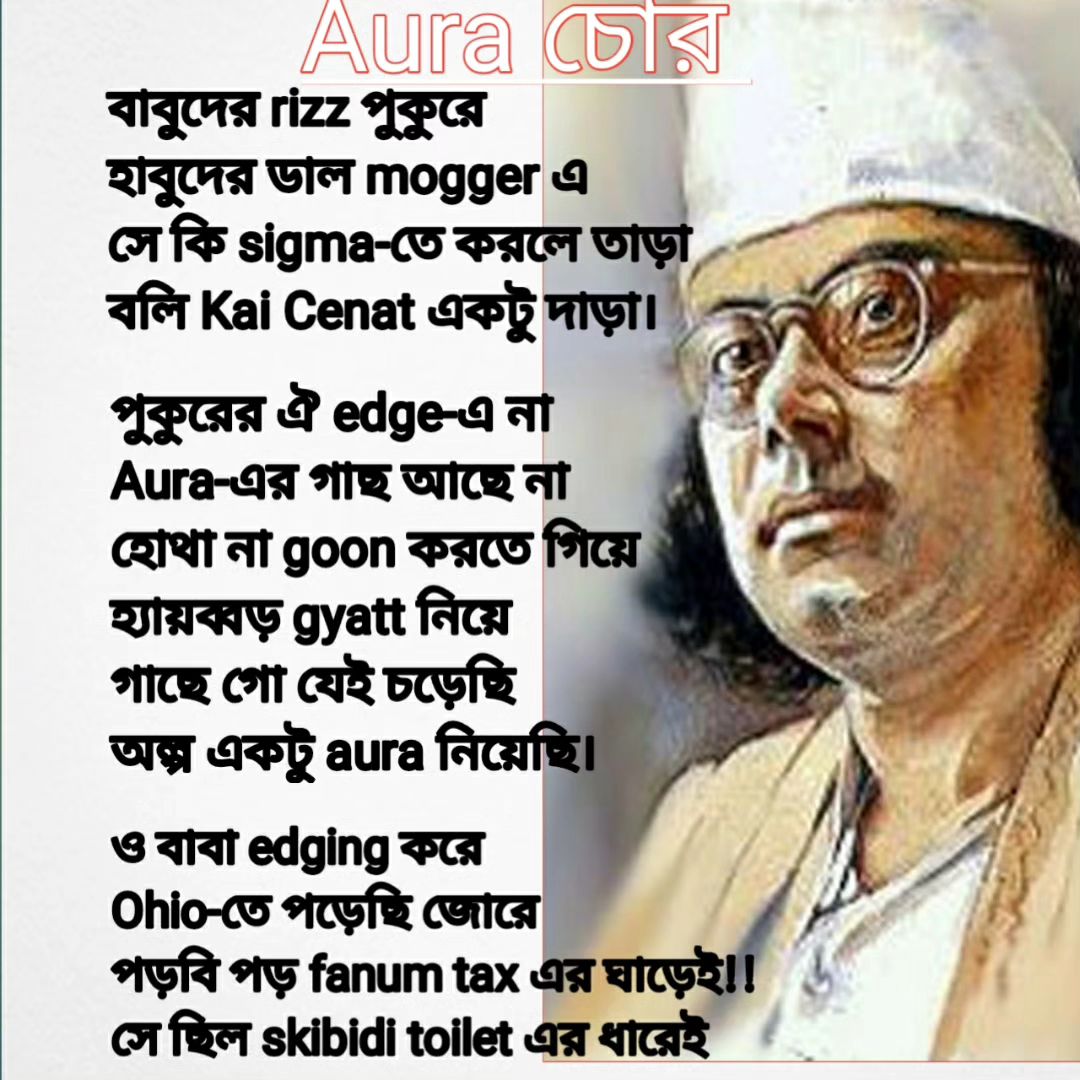 Aura চোর
বাবুদের rizz পুকুরে
হাবুদের ডাল mogger এ
সে কি sigma-তে করলে তাড়া
বলি Kai Cenat একটু দাড়া।
পুকুরের ঐ edge-এ না
Aura-এর গাছ আছে না
হোথা না goon করতে গিয়ে
হ্যায়ব্বড় gyatt নিয়ে
গাছে গো যেই চড়েছি
অল্প একটু aura নিয়েছি।
ও বাবা edging করে
Ohio-তে পড়েছি জোরে
পড়বি পড় fanum tax এর ঘাড়েই!!
সে ছিল skibidi toilet এর ধারেই